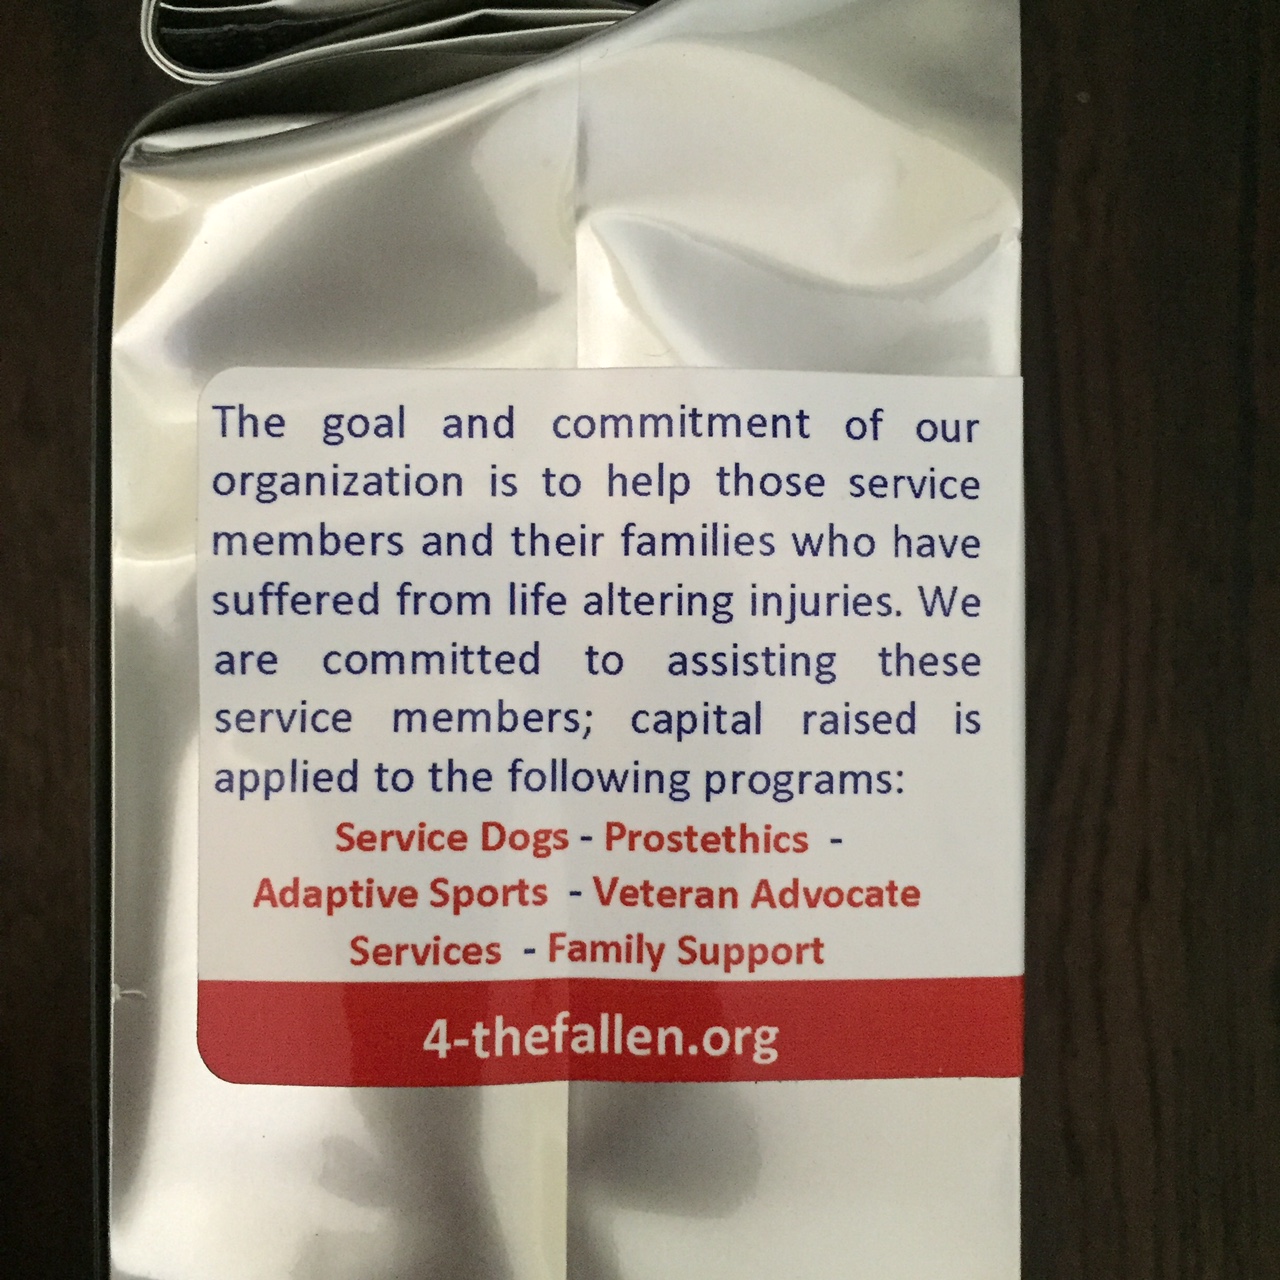 The goal and commitment of our
organization is to help those service
members and their families who have
suffered from life altering injuries. We
are committed to assisting these
service members; capital raised is
applied to the following programs:
Service Dogs - Prostethics -
Adaptive Sports - Veteran Advocate
Services - Family Support
4-thefallen.org